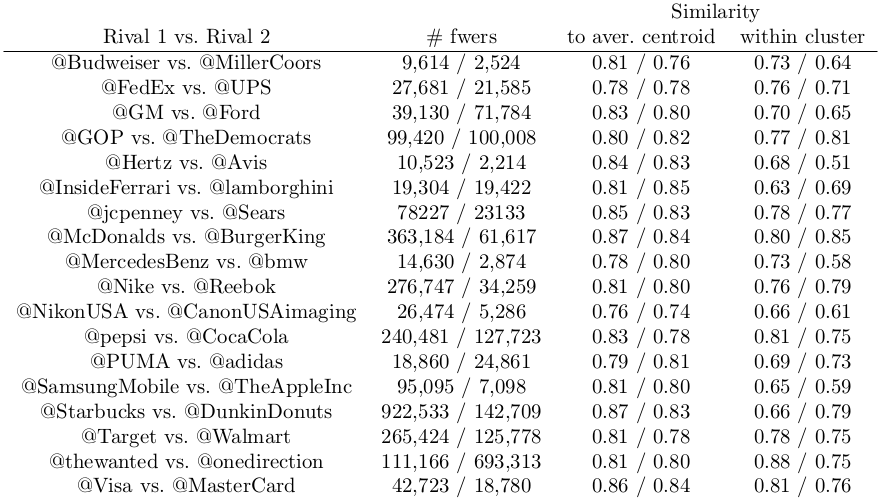 Similarity
Rival 1 vs. Rival 2 # fwers to aver. centroid within cluster
@Budweiser vs. @MillerCoors 9,614 / 2,524 0.81 / 0.76 0.73 / 0.64
@FedEx vs. @UPS 27,681 / 21,585 0.78 / 0.78 0.76 / 0.71
@GM vs. @Ford 39,130 / 71,784 0.83 / 0.80 0.70 / 0.65
@GOP vs. @TheDemocrats 99,420 / 100,008 0.80 / 0.82 0.77 / 0.81
@Hertz vs. @Avis 10,523 / 2,214 0.84 / 0.83 0.68 / 0.51
@InsideFerrari vs. @lamborghini 19,304 / 19,422 0.81 / 0.85 0.63 / 0.69
@jcpenney vs. @Sears 78227 / 23133 0.85 / 0.83 0.78 / 0.77
@McDonalds vs. @BurgerKing 363,184 / 61,617 0.87 / 0.84 0.80 / 0.85
@MercedesBenz vs. @bmw 14,630 / 2,874 0.78 / 0.80 0.73 / 0.58
@Nike vs. @Reebok 276,747 / 34,259 0.81 / 0.80 0.76 / 0.79
@NikonUSA vs. @CanonUSAimaging 26,474 / 5,286 0.76 / 0.74 0.66 / 0.61
@pepsi vs. @CocaCola 240,481 / 127,723 0.83 / 0.78 0.81 / 0.75
@PUMA vs. @adidas 18,860 / 24,861 0.79 / 0.81 0.69 / 0.73
@SamsungMobile vs. @TheAppleInc 95,095 / 7,098 0.81 / 0.80 0.65 / 0.59
@Starbucks vs. @DunkinDonuts 922,533 / 142,709 0.87 / 0.83 0.66 / 0.79
@Target vs. @Walmart 265,424 / 125,778 0.81 / 0.78 0.78 / 0.75
@thewanted vs. @onedirection 111,166 / 693,313 0.81 / 0.80 0.88 / 0.75
@Visa vs. @MasterCard 42,723 / 18,780 0.86 / 0.84 0.81 / 0.76